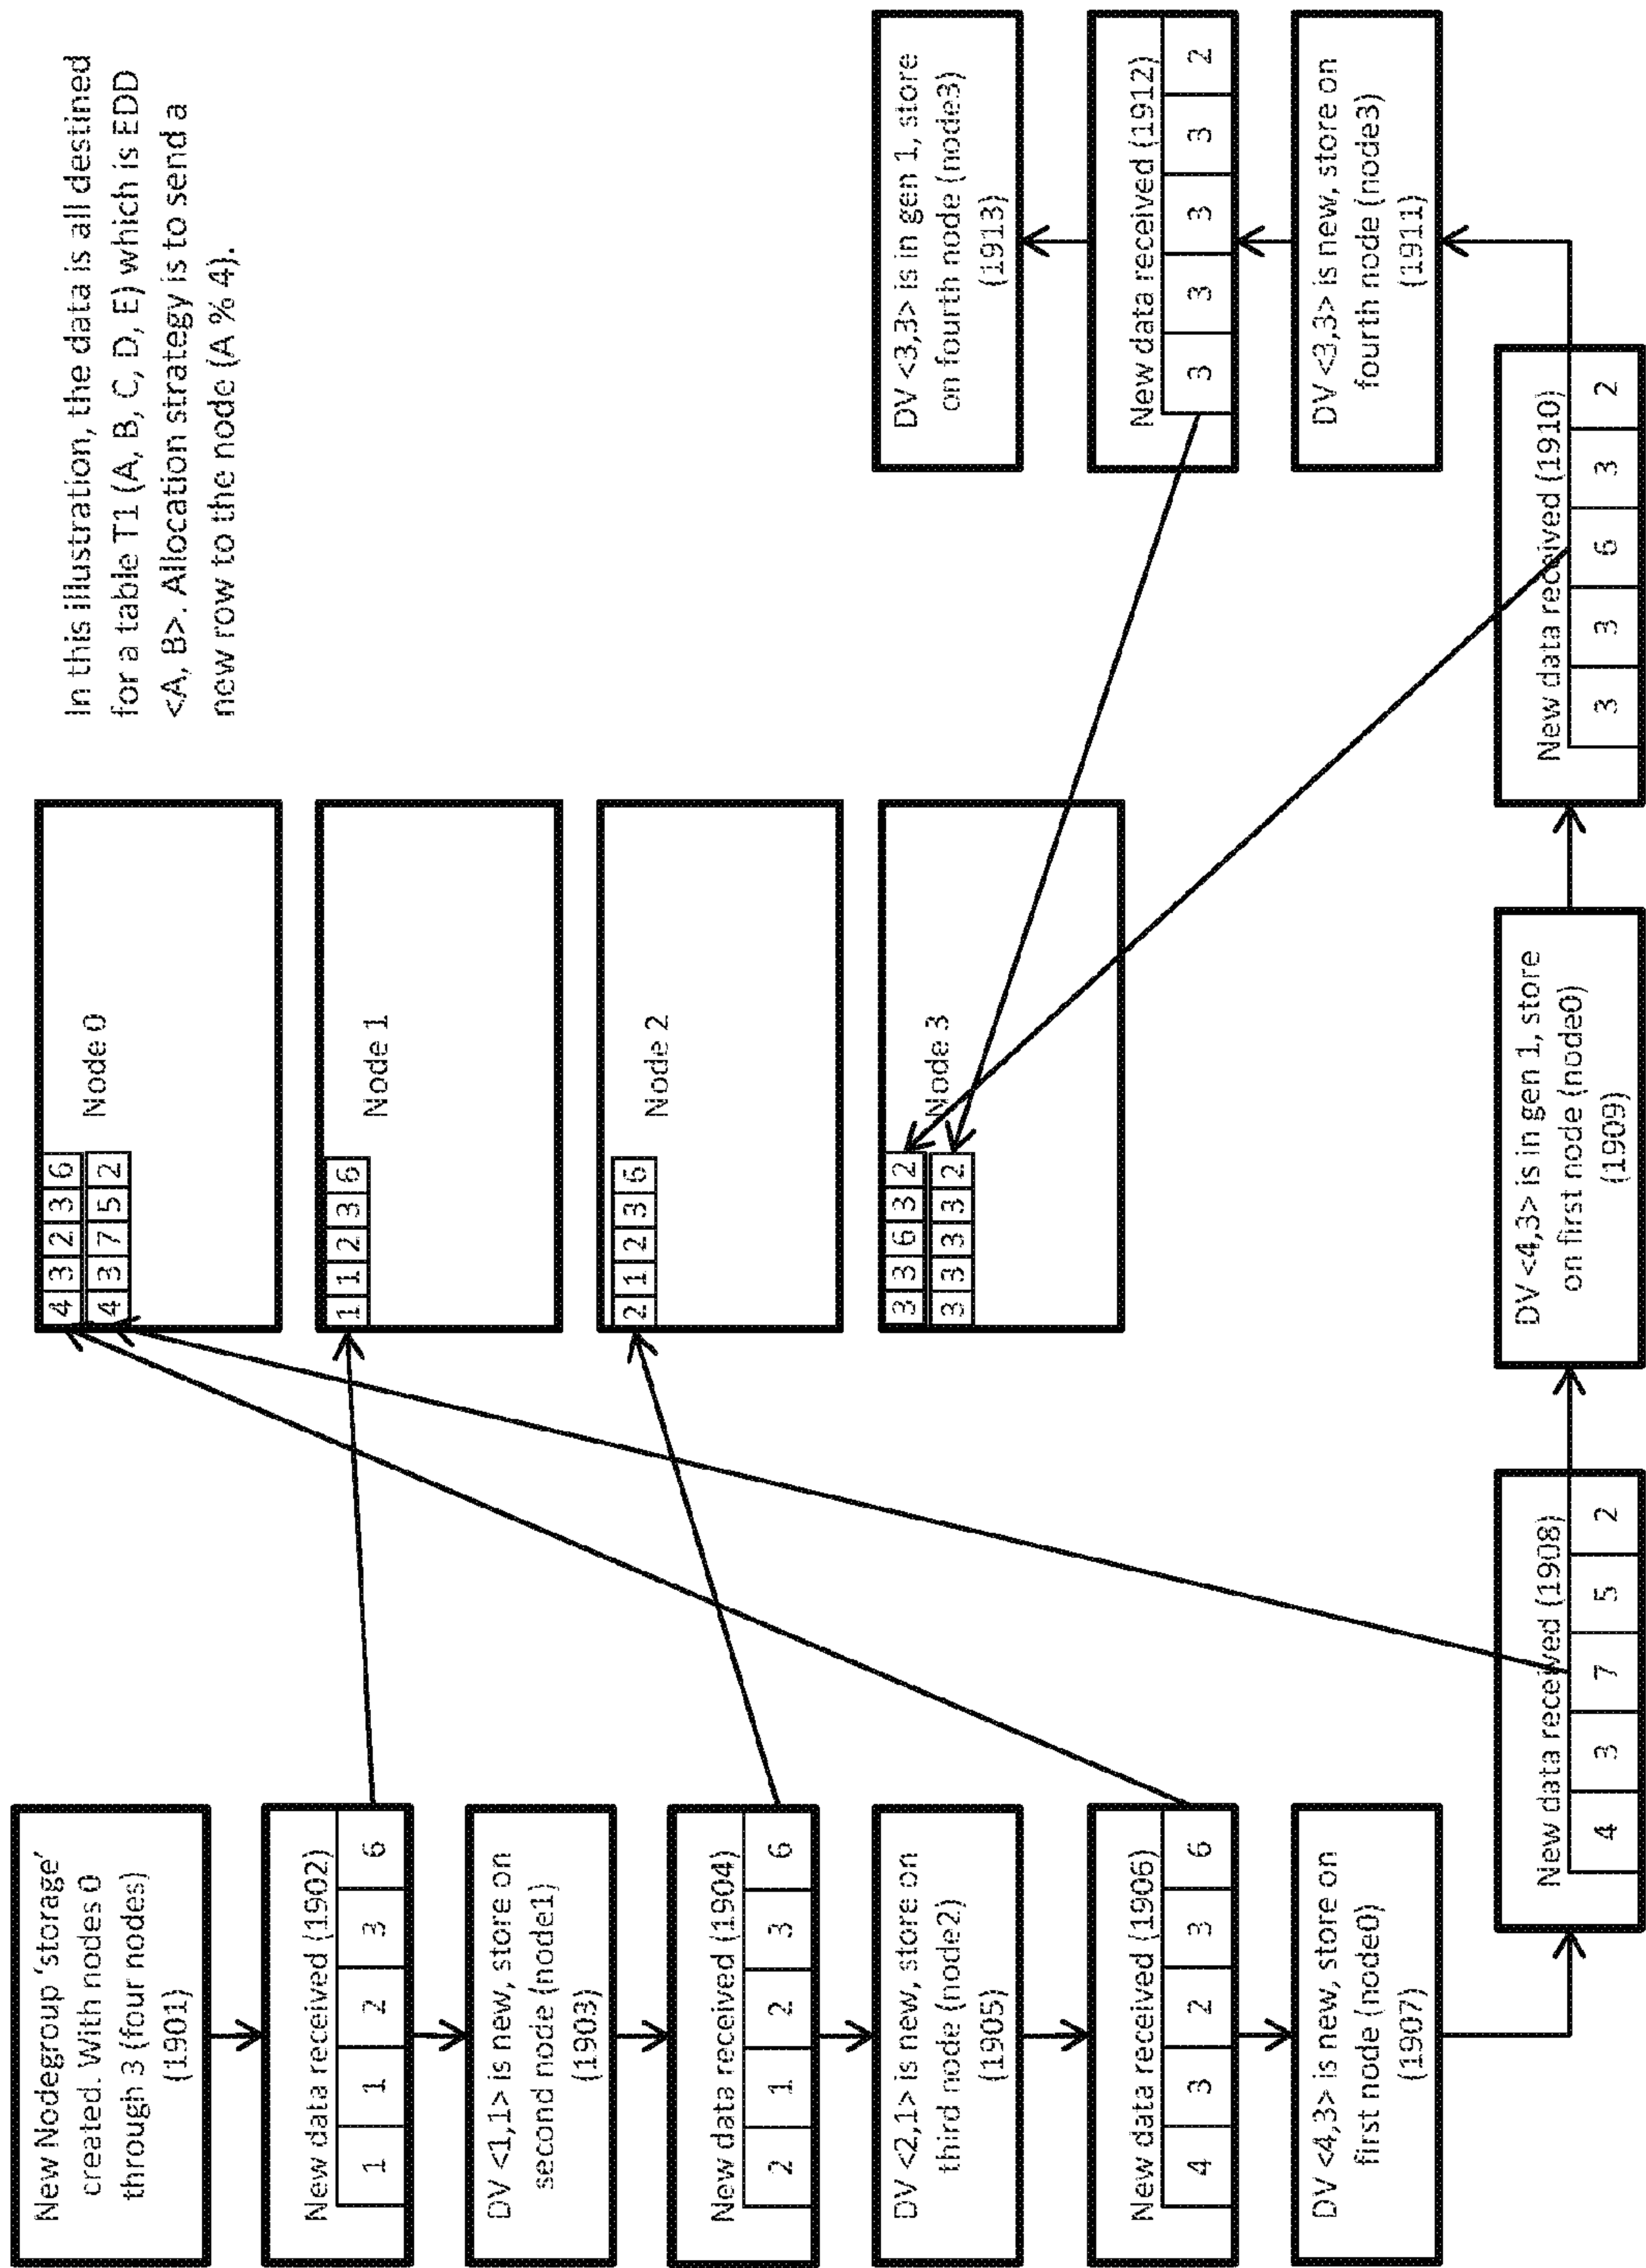 In this illustration, the data is all destined
for a table T1 (A, B, C, D, E) which is EDD
<A, B>. Allocation strategy is to send a
new row to the node (A % 4).
New Nodegroup ‘storage’
created. With nodes 0
through 3 (four nodes)
(1901)
New data received (1902)
1 1 2 3 6
DV <1,1> is new, store on
second node (node1)
(1903)
New data received (1904)
2 1 2 3 6
DV <2,1> is new, store on
third node (node2)
(1905)
New data received (1906)
4 3 2 3 6
DV <4,3> is new, store on
first node (node0)
(1907)
New data received (1908)
4 3 7 5 2
DV <4,3> is in gen 1, store
on first node (node0)
(1909)
New data received (1910)
3 3 6 3 2
DV <3,3> is new, store on
fourth node (node3)
(1911)
New data received (1912)
3 3 3 3 2
DV <3,3> is in gen 1, store
on fourth node (node3)
(1913)
4 3 2 3 6
4 3 7 5 2
Node 0
1 1 2 3 6
Node 1
2 1 2 3 6
Node 2
3 3 6 3 2
3 3 3 3 2
Node 3